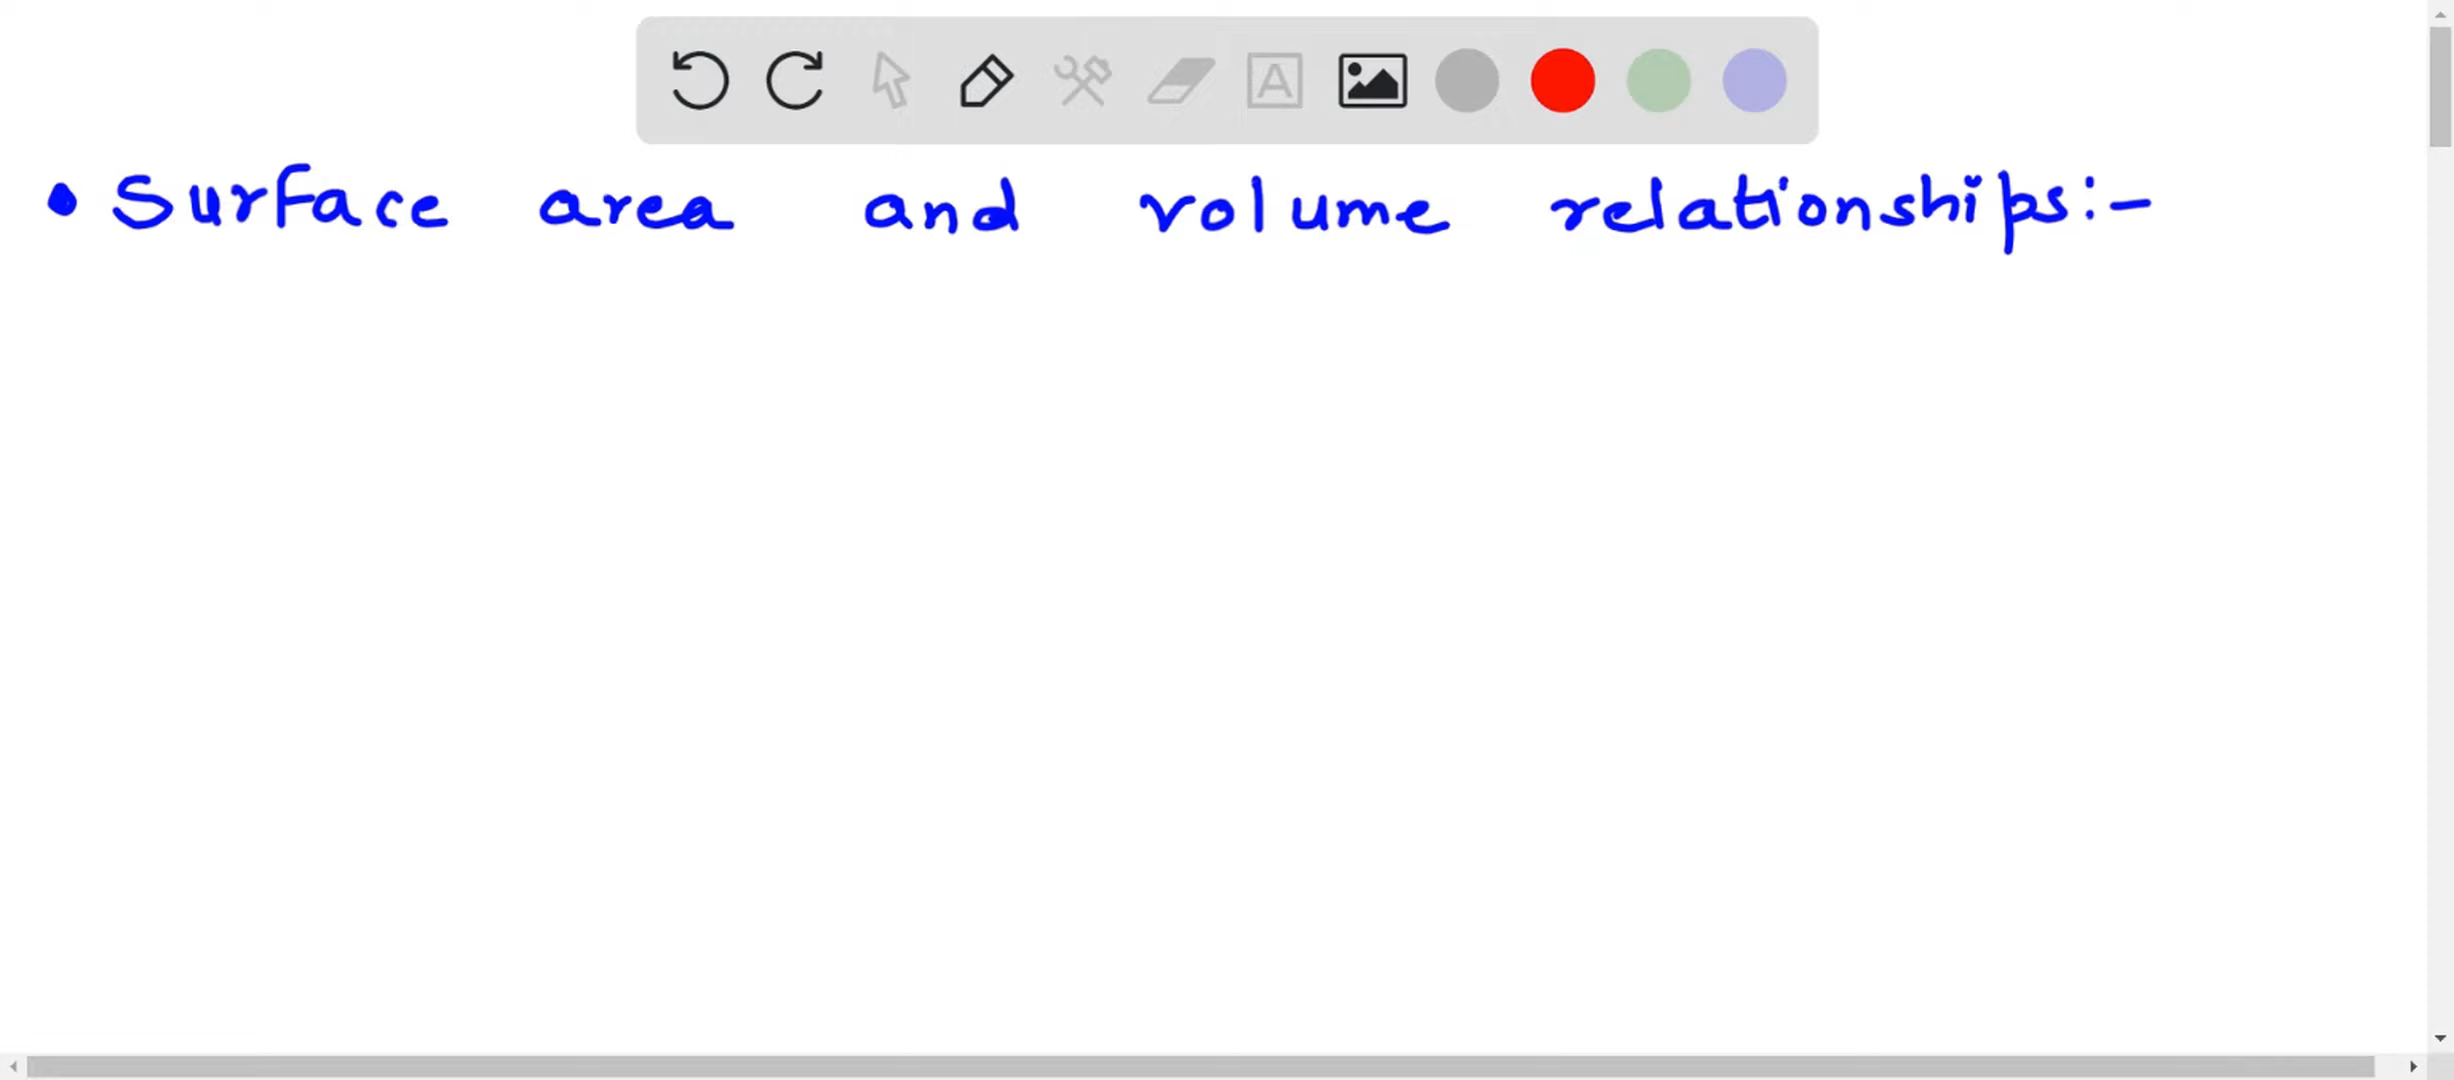 • Surface area and volume relationships:-